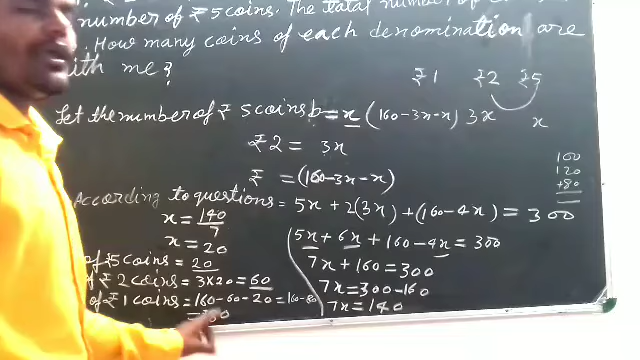 number of ₹5 coins. The total number of
How many coins of each denomination are
with me?
₹1 ₹2 ₹5
Let the number of ₹ 5 coins b = x (160-3x-x) 3x x
₹2 = 3x
₹ = (160-3x-x)
160
120
+80
According to questions = 5x + 2(3x) + (160-4x) = 300
x = 140/7
x = 20
5x + 6x + 160-4x = 300
7x + 160 = 300
7x = 300-160
7x = 140
of ₹5 coins = 20
of ₹2 coins = 3x20 = 60
of ₹1 coins = 160-60-20 = 160-80